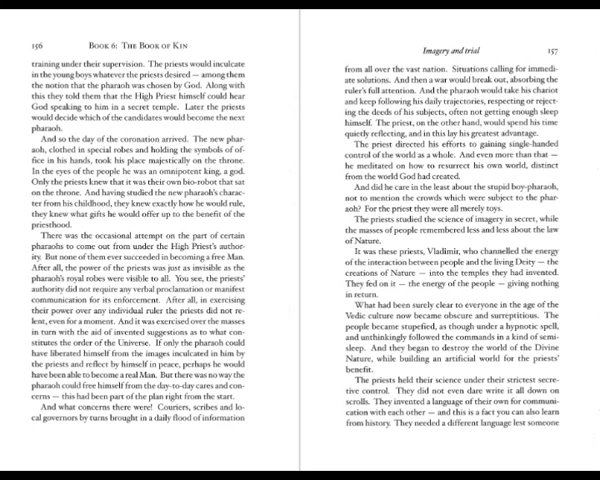 156 BOOK 6: THE BOOK OF KIN
training under their supervision. The priests would inculcate
in the young boys whatever the priests desired — among them
the notion that the pharaoh was chosen by God. Along with
this they told them that the High Priest himself could hear
God speaking to him in a secret temple. Later the priests
would decide which of the candidates would become the next
pharaoh.
And so the day of the coronation arrived. The new phar-
aoh, clothed in special robes and holding the symbols of of-
fice in his hands, took his place majestically on the throne.
In the eyes of the people he was an omnipotent king, a god.
Only the priests knew that it was their own bio-robot that sat
on the throne. And having studied the new pharaoh's charac-
ter from his childhood, they knew exactly how he would rule,
they knew what gifts he would offer up to the benefit of the
priesthood.
There was the occasional attempt on the part of certain
pharaohs to come out from under the High Priest's author-
ity. But none of them ever succeeded in becoming a free Man.
After all, the power of the priests was just as invisible as the
pharaoh's royal robes were visible to all. You see, the priests'
authority did not require any verbal proclamation or manifest
communication for its enforcement. After all, in exercising
their power over any individual ruler the priests did not re-
lent, even for a moment. And it was exercised over the masses
in turn with the aid of invented suggestions as to what con-
stitutes the order of the Universe. If only the pharaoh could
have liberated himself from the images inculcated in him by
the priests and reflect by himself in peace, perhaps he would
have been able to become a real Man. But there was no way the
pharaoh could free himself from the day-to-day cares and con-
cerns — this had been part of the plan right from the start.
And what concerns there were! Couriers, scribes and lo-
cal governors by turns brought in a daily flood of information
Imagery and trial 157
from all over the vast nation. Situations calling for immedi-
ate solutions. And then a war would break out, absorbing the
ruler's full attention. And the pharaoh would take his chariot
and keep following his daily trajectories, respecting or reject-
ing the deeds of his subjects, often not getting enough sleep
himself. The priest, on the other hand, would spend his time
quietly reflecting, and in this lay his greatest advantage.
The priest directed his efforts to gaining single-handed
control of the world as a whole. And even more than that —
he meditated on how to resurrect his own world, distinct
from the world God had created.
And did he care in the least about the stupid boy-pharaoh,
not to mention the crowds which were subject to the phar-
aoh? For the priest they were all merely toys.
The priests studied the science of imagery in secret, while
the masses of people remembered less and less about the law
of Nature.
It was these priests, Vladimir, who channelled the energy
of the interaction between people and the living Deity — the
creations of Nature — into the temples they had invented.
They fed on it — the energy of the people — giving nothing
in return.
What had been surely clear to everyone in the age of the
Vedic culture now became obscure and surreptitious. The
people became stupefied, as though under a hypnotic spell,
and unthinkingly followed the commands in a kind of semi-
sleep. And they began to destroy the world of the Divine
Nature, while building an artificial world for the priests'
benefit.
The priests held their science under their strictest secre-
tive control. They did not even dare write it all down on
scrolls. They invented a language of their own for communi-
cation with each other — and this is a fact you can also learn
from history. They needed a different language lest someone